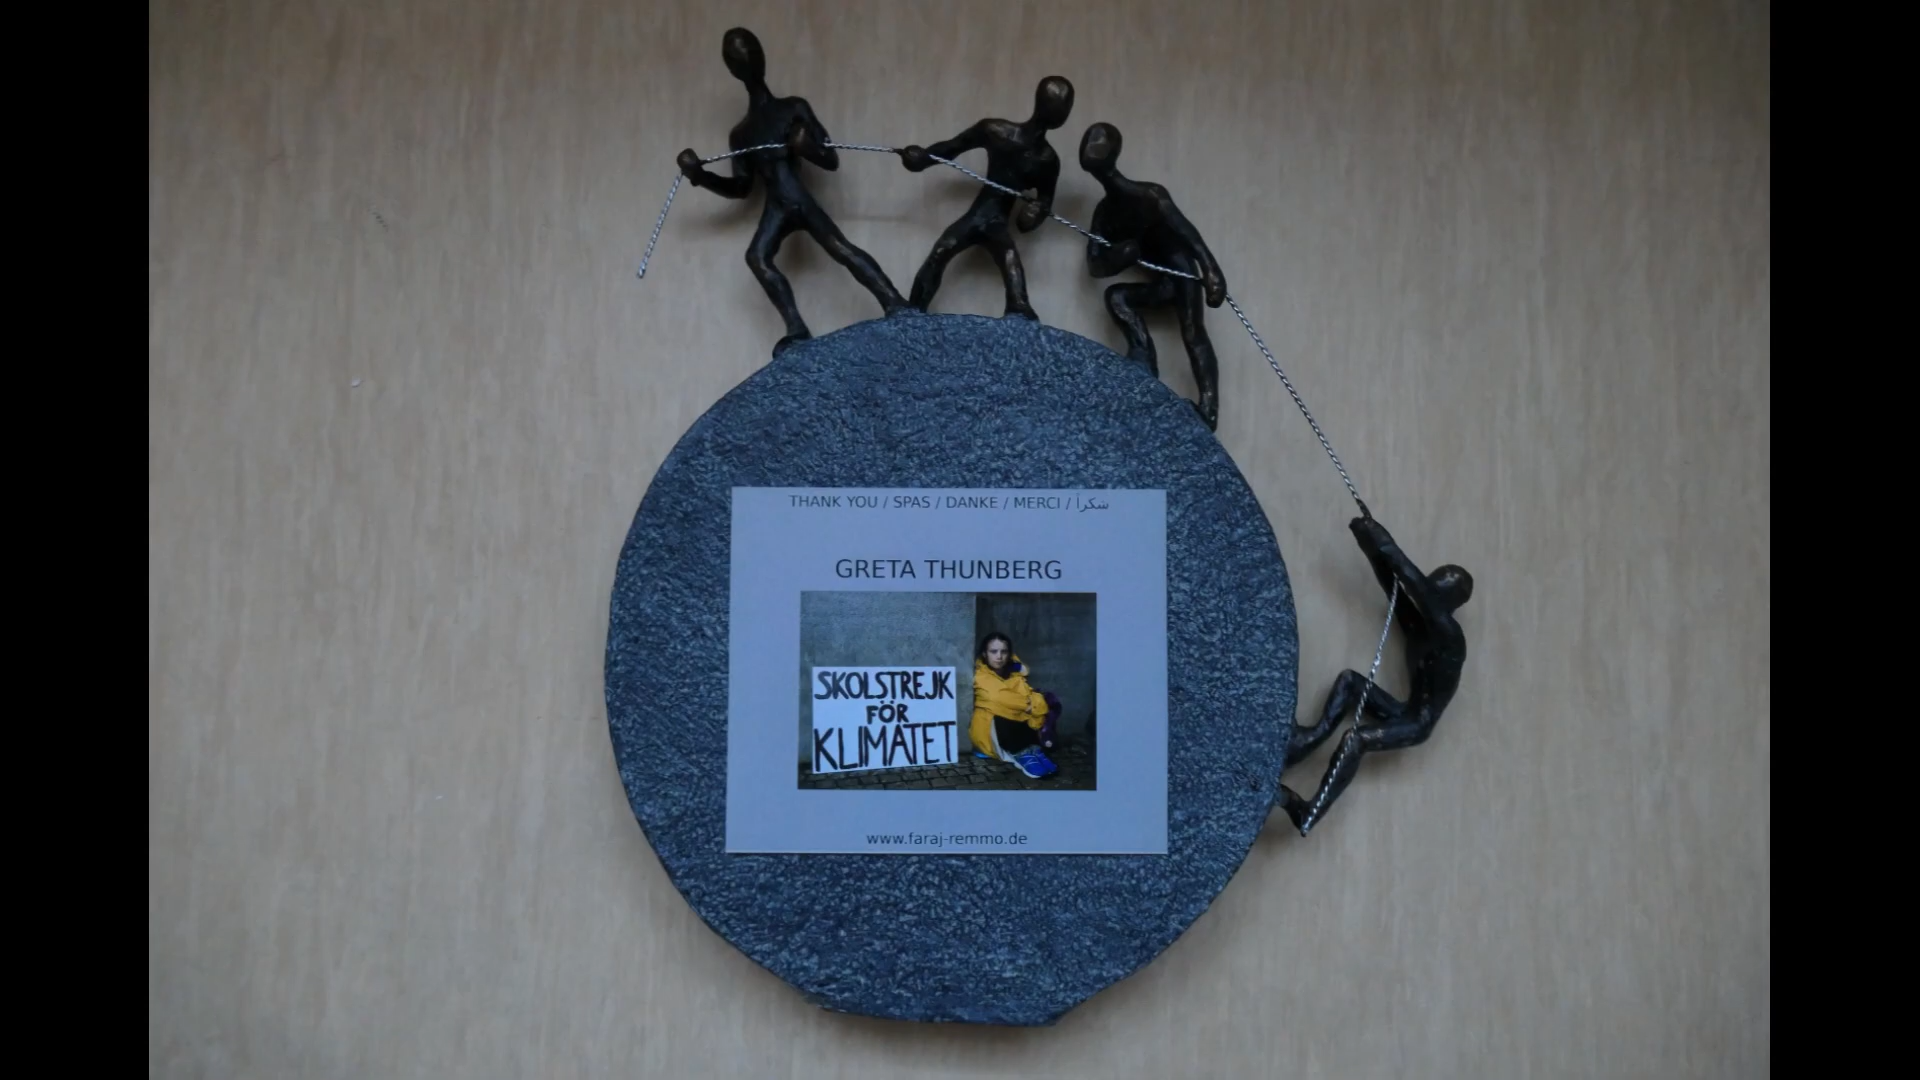 THANK YOU / SPAS / DANKE / MERCI / شكراً
GRETA THUNBERG
SKOLSTREJK
FÖR
KLIMATET
www.faraj-remmo.de